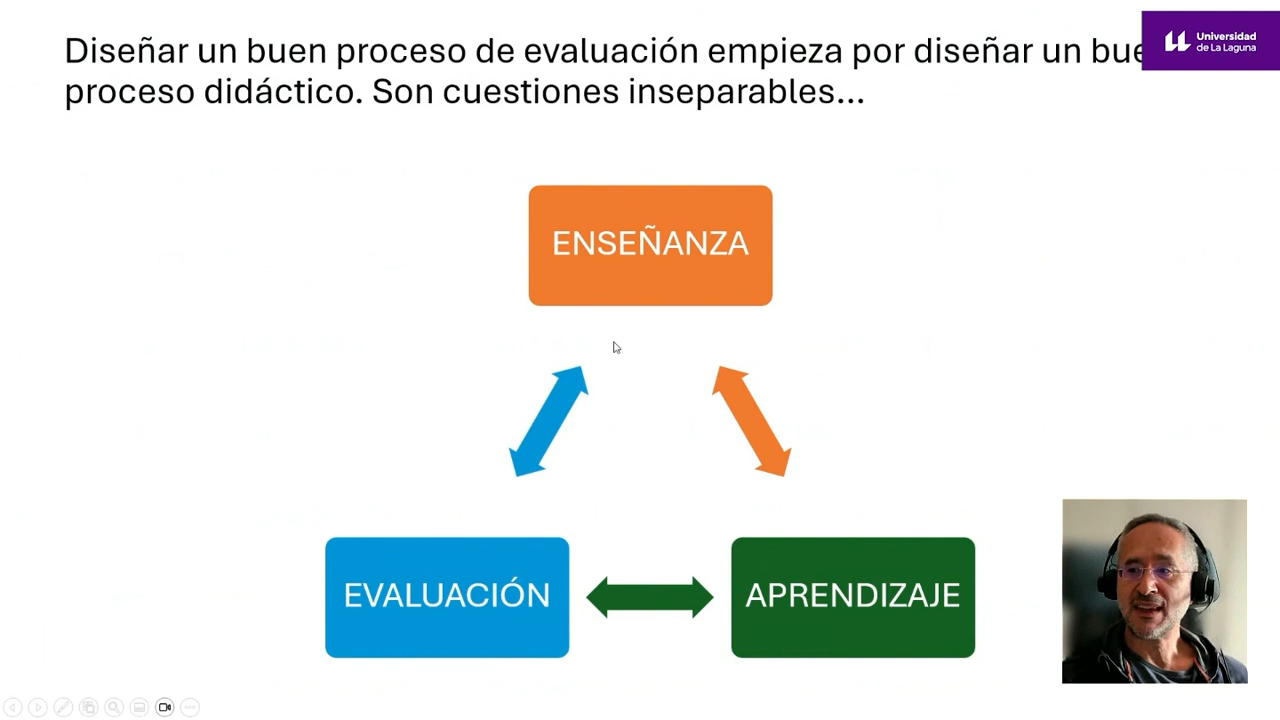 Diseñar un buen proceso de evaluación empieza por diseñar un bue
proceso didáctico. Son cuestiones inseparables...
Universidad
de La Laguna
ENSEÑANZA
EVALUACIÓN
APRENDIZAJE